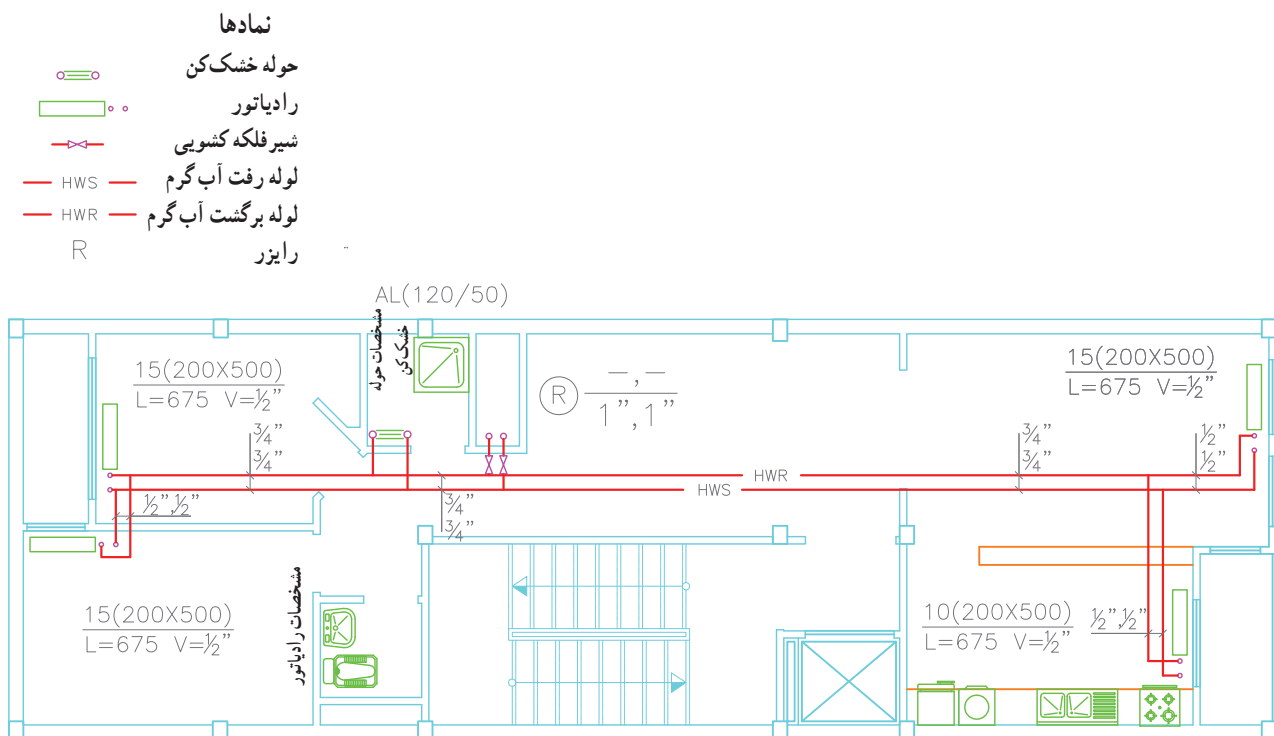 نمادها
حوله خشک‌کن
رادیاتور
شیر فلکه کشویی
HWS لوله رفت آب گرم
HWR لوله برگشت آب گرم
R رایزر
AL(120/50)
مشخصات حوله
خشک‌کن
15(200X500)
L=675 V=½"
R
–,–
1",1"
15(200X500)
L=675 V=½"
¾"
¾"
¾"
¾"
½"
½"
HWR
HWS
½",½"
¾"
¾"
مشخصات رادیاتور
15(200X500)
L=675 V=½"
10(200X500)
L=675 V=½"
½",½"